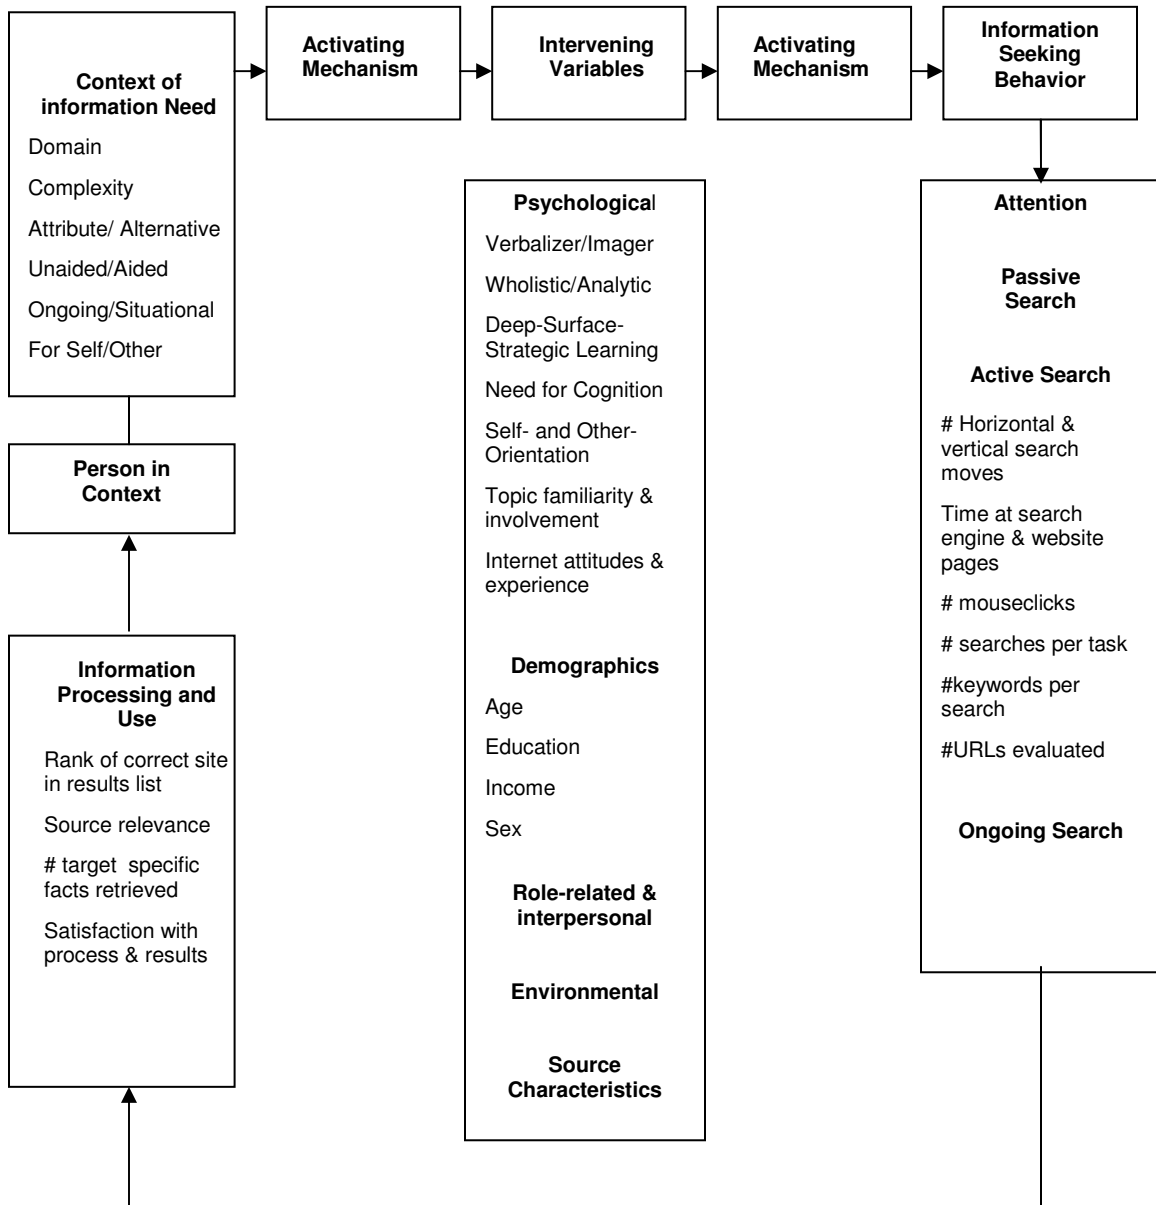 Context of
information Need
Domain
Complexity
Attribute/ Alternative
Unaided/Aided
Ongoing/Situational
For Self/Other
Activating
Mechanism
Intervening
Variables
Activating
Mechanism
Information
Seeking
Behavior
Person in
Context
Information
Processing and
Use
Rank of correct site
in results list
Source relevance
# target  specific
facts retrieved
Satisfaction with
process & results
Psychological
Verbalizer/Imager
Wholistic/Analytic
Deep-Surface-
Strategic Learning
Need for Cognition
Self- and Other-
Orientation
Topic familiarity &
involvement
Internet attitudes &
experience
Demographics
Age
Education
Income
Sex
Role-related &
interpersonal
Environmental
Source
Characteristics
Attention
Passive
Search
Active Search
# Horizontal &
vertical search
moves
Time at search
engine & website
pages
# mouseclicks
# searches per task
#keywords per
search
#URLs evaluated
Ongoing Search